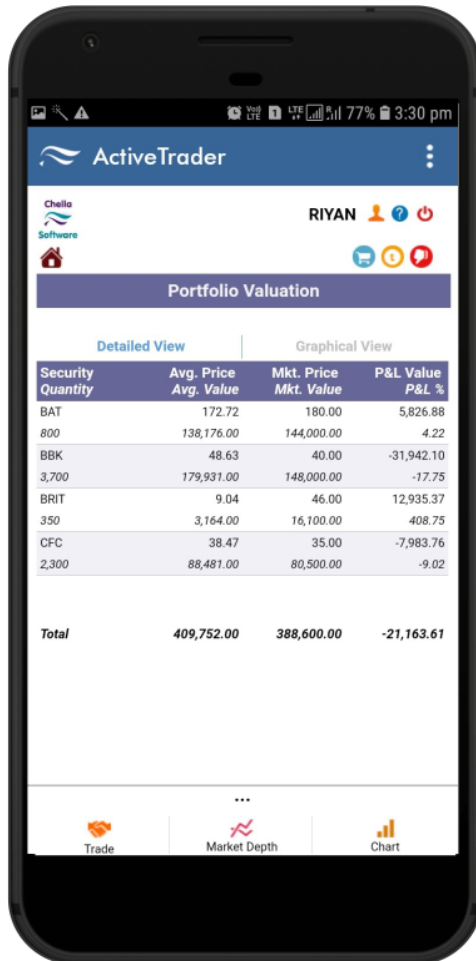 VoD LTE 1 LTE R 77% 3:30 pm
ActiveTrader
Chella
Software
RIYAN
Portfolio Valuation
Detailed View Graphical View
Security Avg. Price Mkt. Price P&L Value
Quantity Avg. Value Mkt. Value P&L %
BAT 172.72 180.00 5,826.88
800 138,176.00 144,000.00 4.22
BBK 48.63 40.00 -31,942.10
3,700 179,931.00 148,000.00 -17.75
BRIT 9.04 46.00 12,935.37
350 3,164.00 16,100.00 408.75
CFC 38.47 35.00 -7,983.76
2,300 88,481.00 80,500.00 -9.02
Total 409,752.00 388,600.00 -21,163.61
...
Trade Market Depth Chart